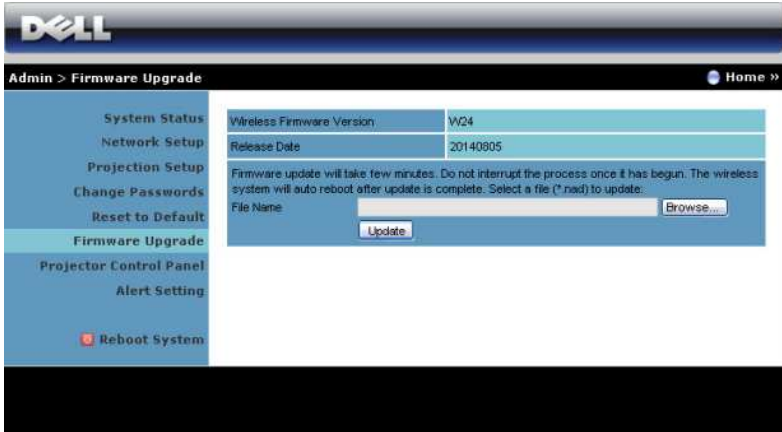 DELL
Admin > Firmware Upgrade
Home »
System Status
Network Setup
Projection Setup
Change Passwords
Reset to Default
Firmware Upgrade
Projector Control Panel
Alert Setting
Reboot System
Wireless Firmware Version W24
Release Date 20140805
Firmware update will take few minutes. Do not interrupt the process once it has begun. The wireless
system will auto reboot after update is complete. Select a file (*.nad) to update:
File Name Browse...
Update